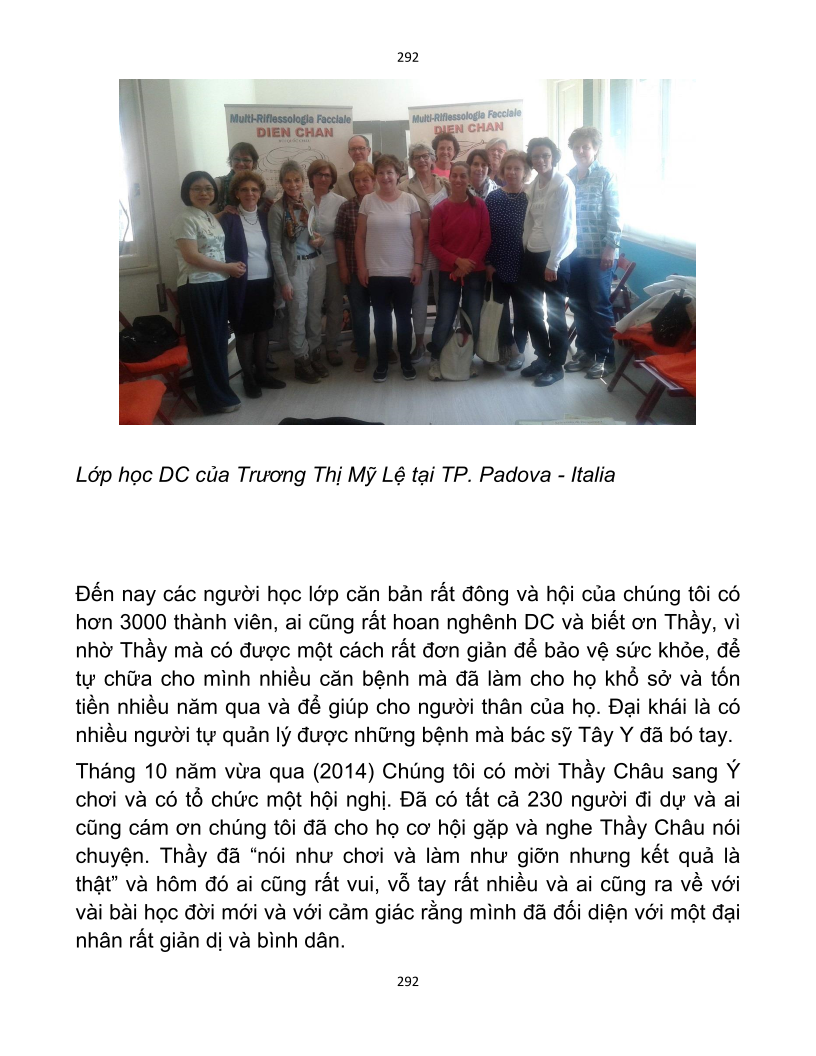 292
Multi-Riflessologia Facciale
DIEN CHAN
Multi-Riflessologia Facciale
DIEN CHAN
Lớp học DC của Trương Thị Mỹ Lệ tại TP. Padova - Italia
Đến nay các người học lớp căn bản rất đông và hội của chúng tôi có
hơn 3000 thành viên, ai cũng rất hoan nghênh DC và biết ơn Thầy, vì
nhờ Thầy mà có được một cách rất đơn giản để bảo vệ sức khỏe, để
tự chữa cho mình nhiều căn bệnh mà đã làm cho họ khổ sở và tốn
tiền nhiều năm qua và để giúp cho người thân của họ. Đại khái là có
nhiều người tự quản lý được những bệnh mà bác sỹ Tây Y đã bó tay.
Tháng 10 năm vừa qua (2014) Chúng tôi có mời Thầy Châu sang Ý
chơi và có tổ chức một hội nghị. Đã có tất cả 230 người đi dự và ai
cũng cám ơn chúng tôi đã cho họ cơ hội gặp và nghe Thầy Châu nói
chuyện. Thầy đã “nói như chơi và làm như giỡn nhưng kết quả là
thật” và hôm đó ai cũng rất vui, vỗ tay rất nhiều và ai cũng ra về với
vài bài học đời mới và với cảm giác rằng mình đã đối diện với một đại
nhân rất giản dị và bình dân.
292